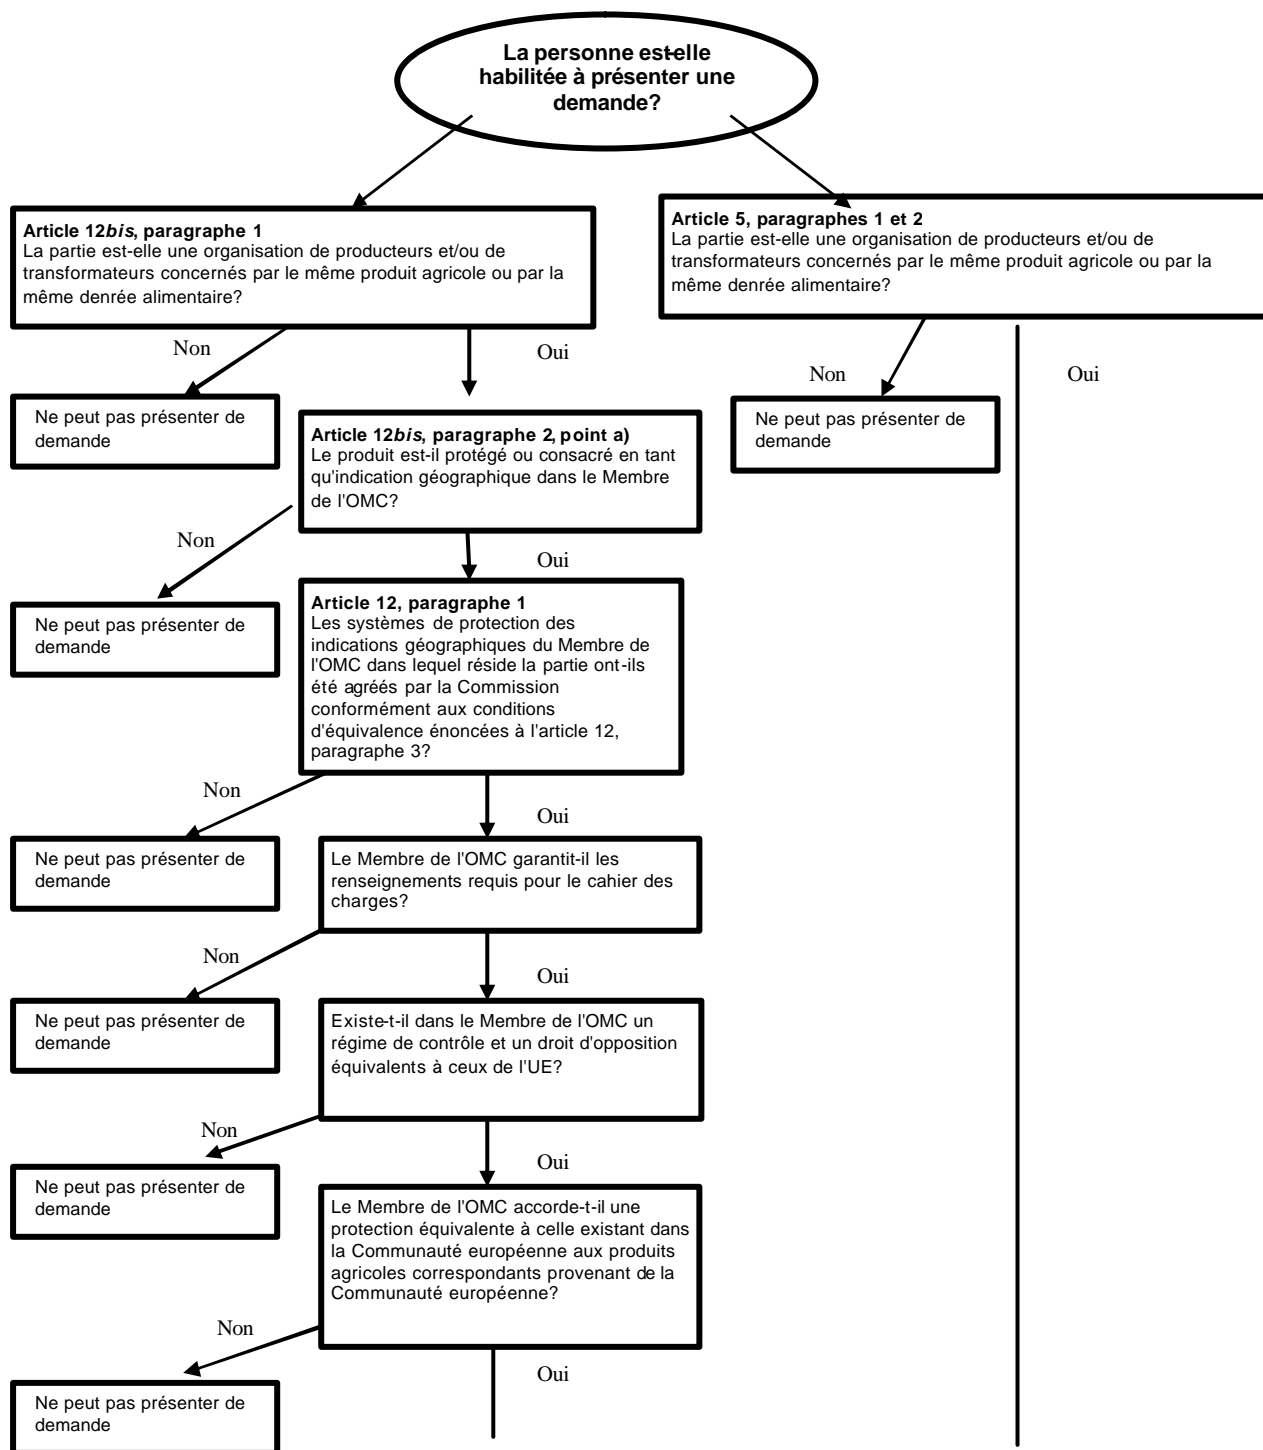 La personne est-elle
habilitée à présenter une
demande?
Article 12bis, paragraphe 1
La partie est-elle une organisation de producteurs et/ou de
transformateurs concernés par le même produit agricole ou par la
même denrée alimentaire?
Article 5, paragraphes 1 et 2
La partie est-elle une organisation de producteurs et/ou de
transformateurs concernés par le même produit agricole ou par la
même denrée alimentaire?
Non
Oui
Non
Oui
Ne peut pas présenter de
demande
Ne peut pas présenter de
demande
Article 12bis, paragraphe 2, point a)
Le produit est-il protégé ou consacré en tant
qu'indication géographique dans le Membre
de l'OMC?
Non
Oui
Ne peut pas présenter de
demande
Article 12, paragraphe 1
Les systèmes de protection des
indications géographiques du Membre de
l'OMC dans lequel réside la partie ont-ils
été agréés par la Commission
conformément aux conditions
d'équivalence énoncées à l'article 12,
paragraphe 3?
Non
Oui
Ne peut pas présenter de
demande
Le Membre de l'OMC garantit-il les
renseignements requis pour le cahier des
charges?
Non
Oui
Ne peut pas présenter de
demande
Existe-t-il dans le Membre de l'OMC un
régime de contrôle et un droit d'opposition
équivalents à ceux de l'UE?
Non
Oui
Ne peut pas présenter de
demande
Le Membre de l'OMC accorde-t-il une
protection équivalente à celle existant dans
la Communauté européenne aux produits
agricoles correspondants provenant de la
Communauté européenne?
Non
Oui
Ne peut pas présenter de
demande